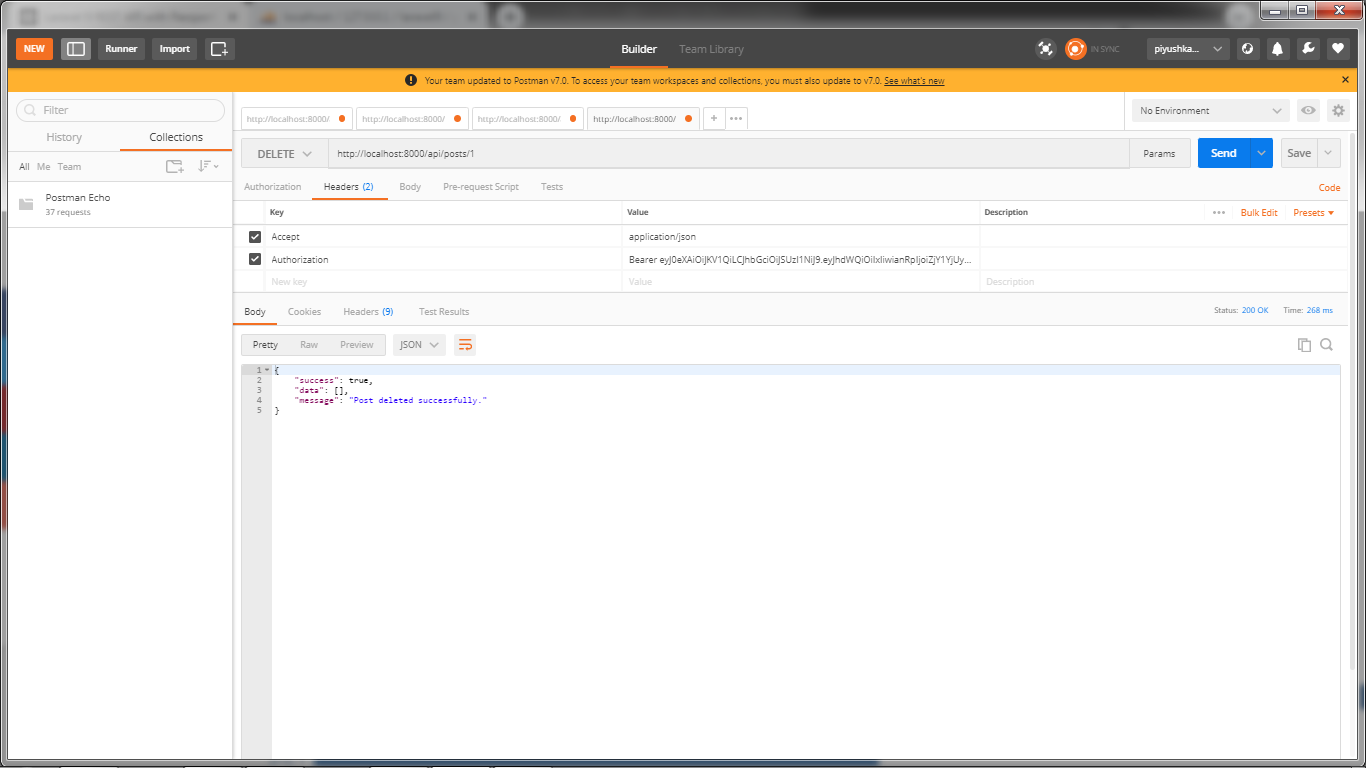 NEW Runner Import Builder Team Library IN SYNC piyushka...
Your team updated to Postman v7.0. To access your team workspaces and collections, you must also update to v7.0. See what's new
Filter
History Collections
All Me Team
Postman Echo
37 requests
http://localhost:8000/ http://localhost:8000/ http://localhost:8000/ http://localhost:8000/ + ••• No Environment
DELETE http://localhost:8000/api/posts/1 Params Send Save
Authorization Headers (2) Body Pre-request Script Tests Code
Key Value Description ••• Bulk Edit Presets
Accept application/json
Authorization Bearer
New key Value Description
Body Cookies Headers (9) Test Results Status: 200 OK Time: 268 ms
Pretty Raw Preview JSON
1 {
2 "success": true,
3 "data": [],
4 "message": "Post deleted successfully."
5 }